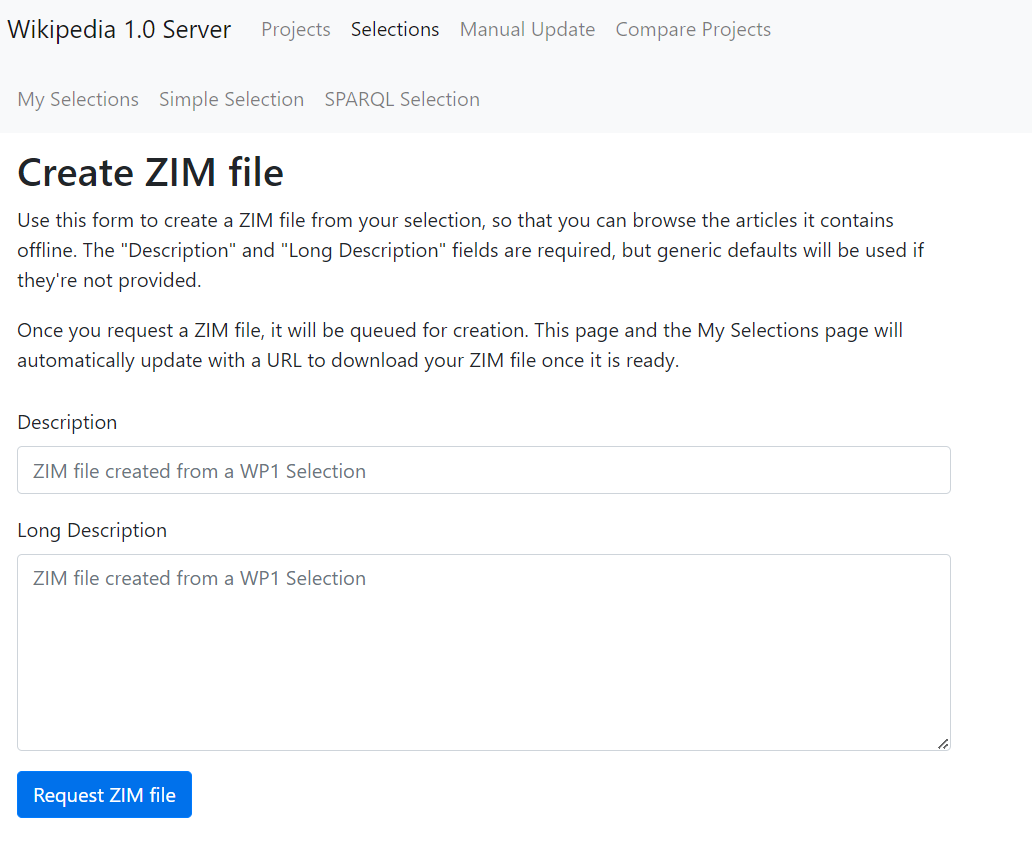 Wikipedia 1.0 Server Projects Selections Manual Update Compare Projects
My Selections Simple Selection SPARQL Selection
Create ZIM file
Use this form to create a ZIM file from your selection, so that you can browse the articles it contains
offline. The "Description" and "Long Description" fields are required, but generic defaults will be used if
they're not provided.
Once you request a ZIM file, it will be queued for creation. This page and the My Selections page will
automatically update with a URL to download your ZIM file once it is ready.
Description
ZIM file created from a WP1 Selection
Long Description
ZIM file created from a WP1 Selection
Request ZIM file